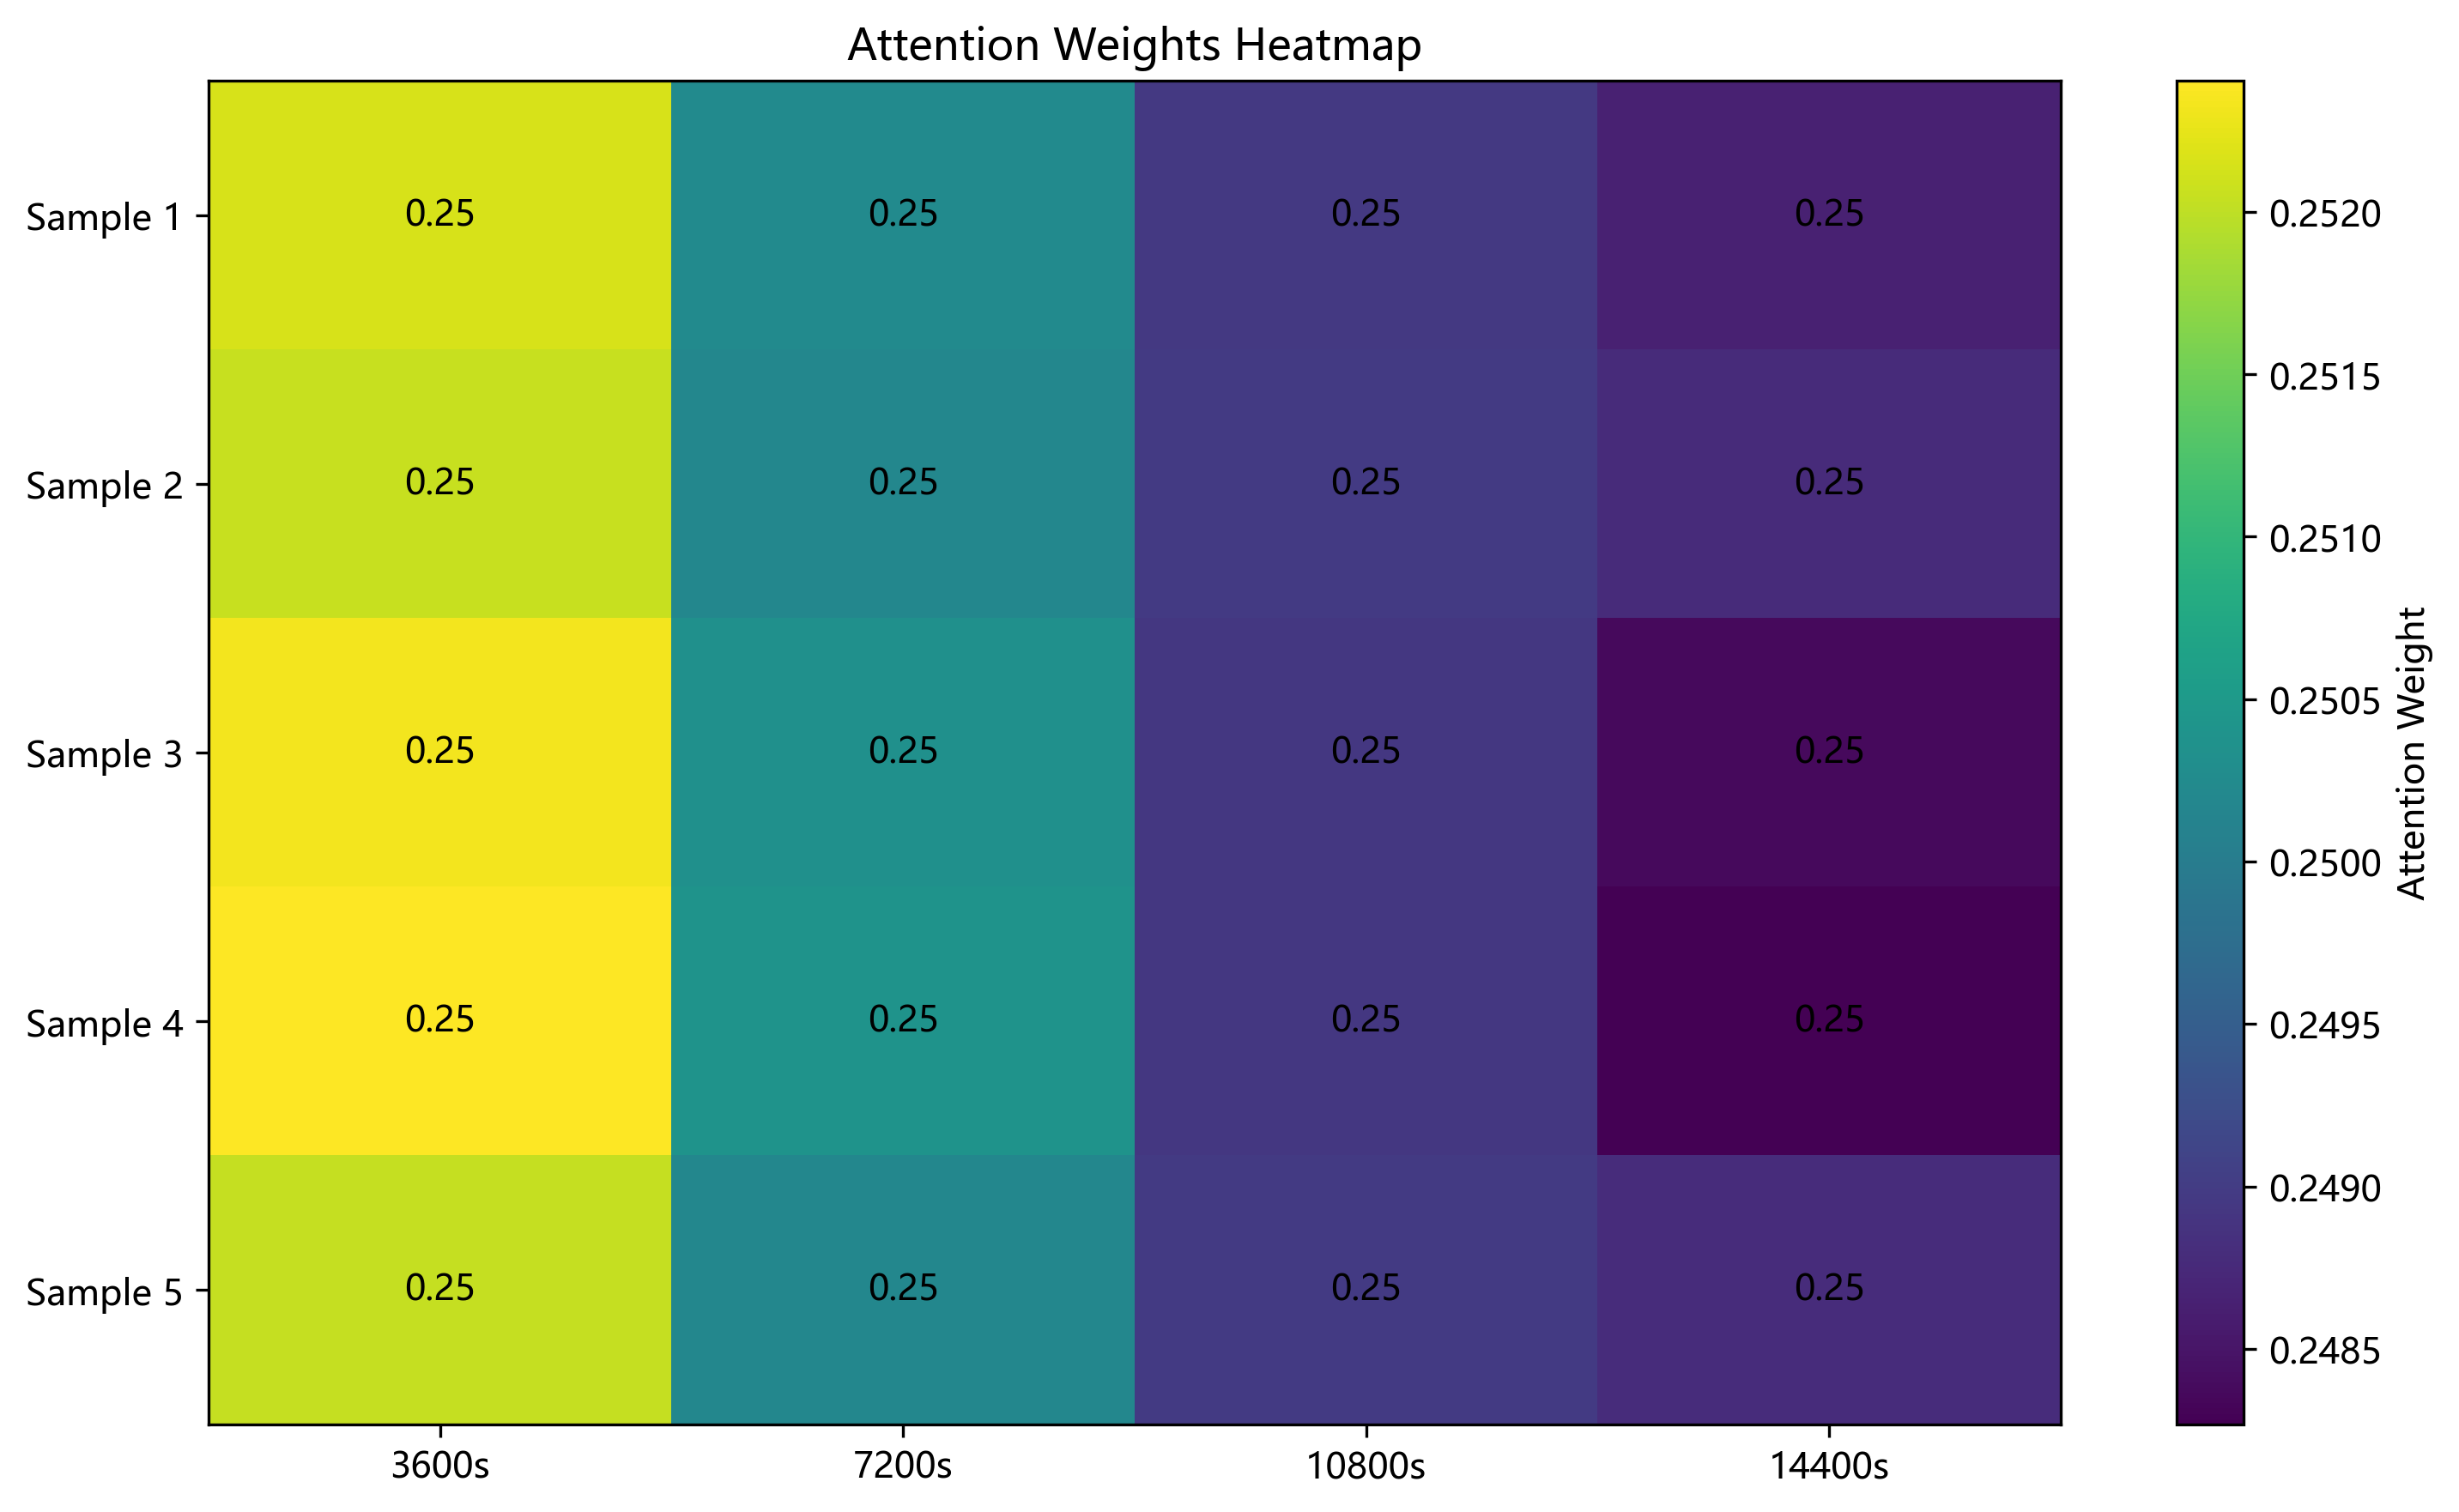 Attention Weights Heatmap
Sample 1 0.25 0.25 0.25 0.25
Sample 2 0.25 0.25 0.25 0.25
Sample 3 0.25 0.25 0.25 0.25
Sample 4 0.25 0.25 0.25 0.25
Sample 5 0.25 0.25 0.25 0.25
3600s 7200s 10800s 14400s
0.2520
0.2515
0.2510
0.2505
0.2500
0.2495
0.2490
0.2485
Attention Weight